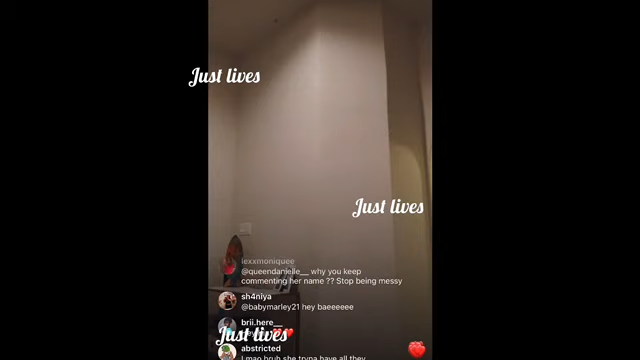 Just lives
Just lives
lexxmoniquee
@queendanielle__ why you keep
commenting her name ?? Stop being messy
sh4niya
@babymarley21 hey baeeeeee
brii.here__
Just lives
abstricted
Lmao bruh she tryna have all they